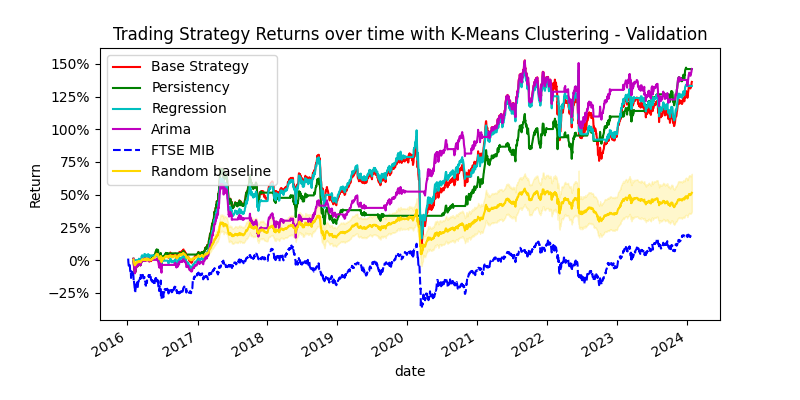 Trading Strategy Returns over time with K-Means Clustering - Validation
150%
125%
100%
75%
50%
25%
0%
−25%
Return
Base Strategy
Persistency
Regression
Arima
FTSE MIB
Random baseline
2016
2017
2018
2019
2020
2021
2022
2023
2024
date